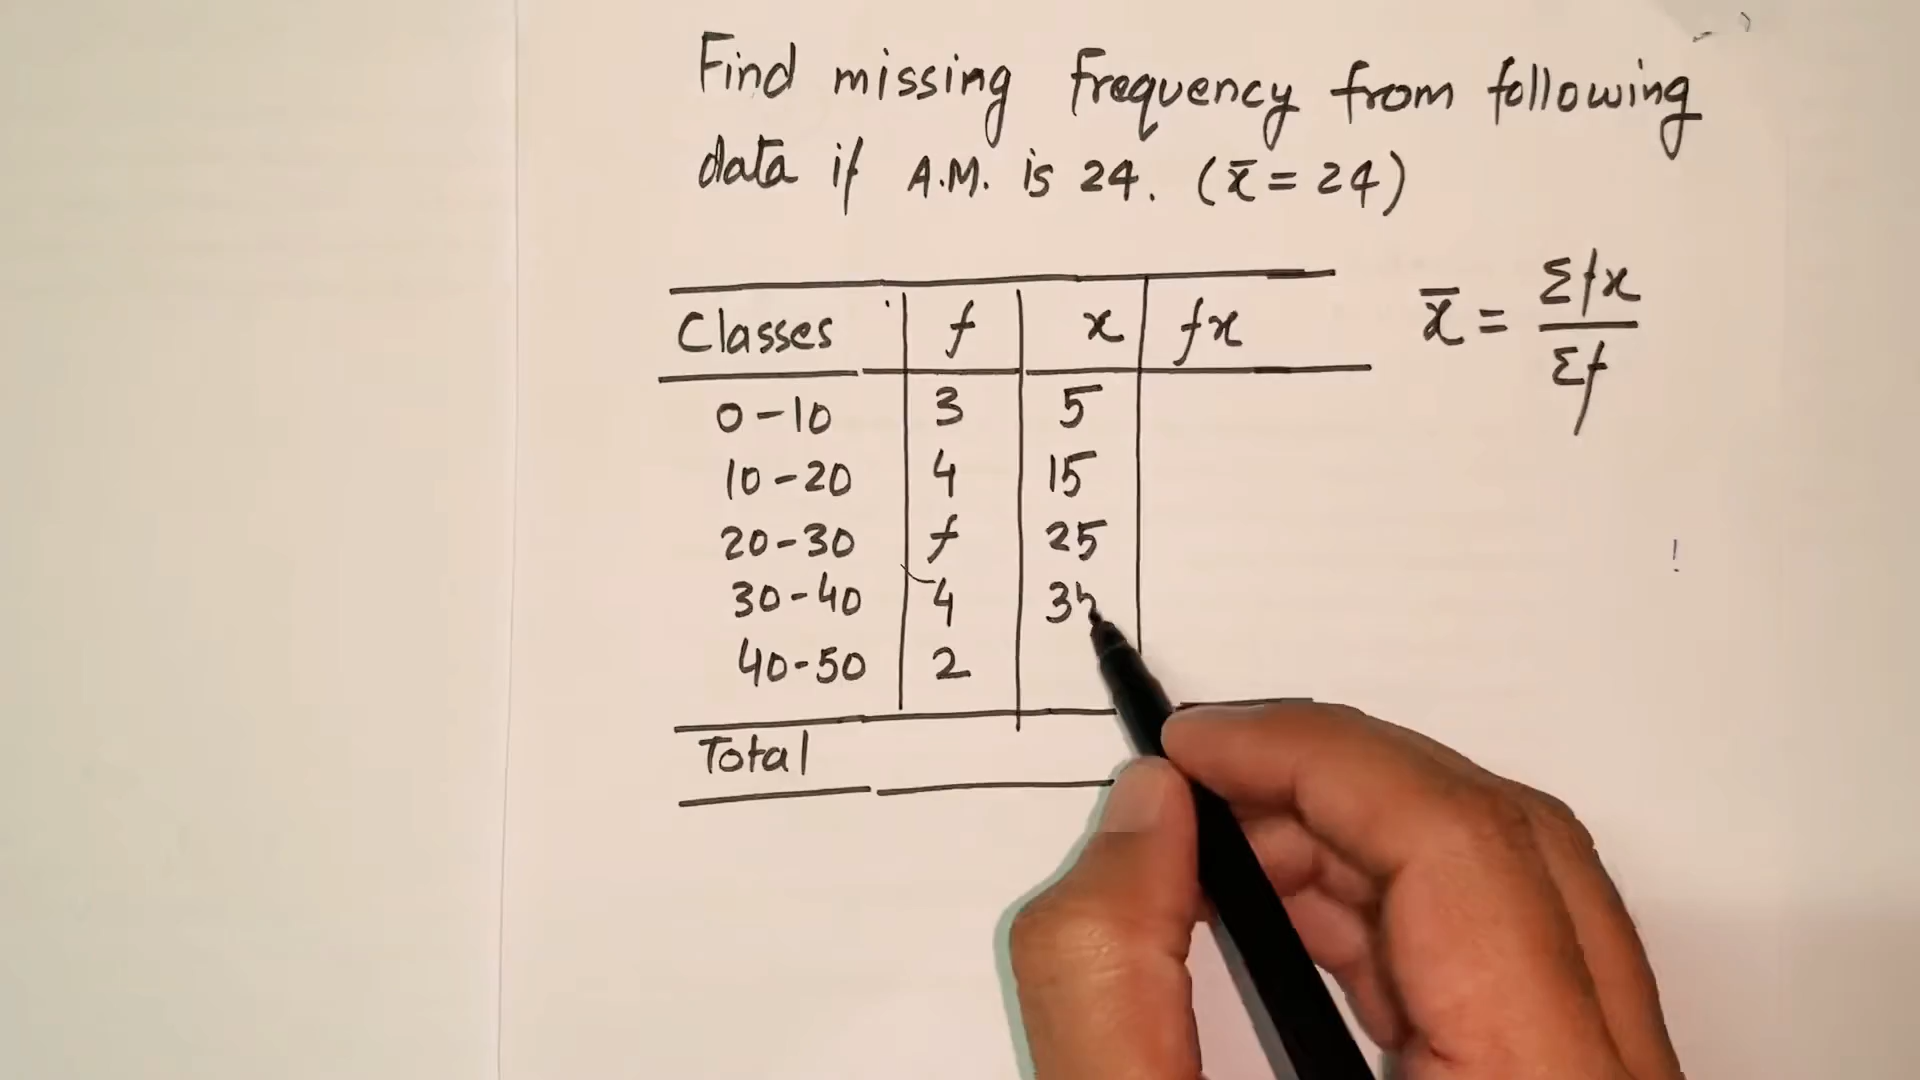 Find missing frequency from following
data if A.M. is 24. (x̄ = 24)
x̄ = Σfx / Σf
Classes f x fx
0-10 3 5
10-20 4 15
20-30 f 25
30-40 4
40-50 2
Total